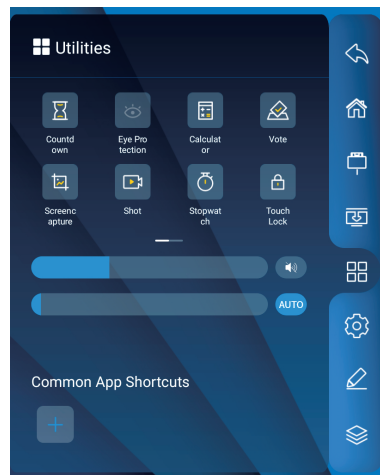 Utilities
Countd
own
Eye Pro
tection
Calculat
or
Vote
Screenc
apture
Shot
Stopwat
ch
Touch
Lock
AUTO
Common App Shortcuts